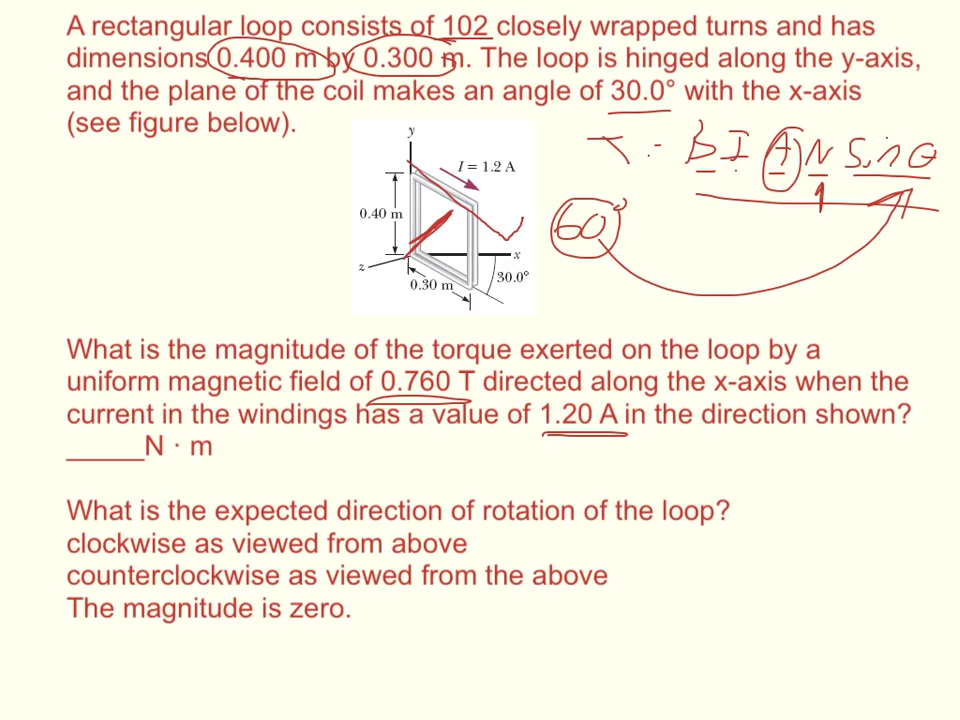 A rectangular loop consists of 102 closely wrapped turns and has
dimensions 0.400 m by 0.300 m. The loop is hinged along the y-axis,
and the plane of the coil makes an angle of 30.0° with the x-axis
(see figure below).
τ = BIAN Sin θ
60°
y
I = 1.2 A
0.40 m
x
z
30.0°
0.30 m
What is the magnitude of the torque exerted on the loop by a
uniform magnetic field of 0.760 T directed along the x-axis when the
current in the windings has a value of 1.20 A in the direction shown?
_____N · m
What is the expected direction of rotation of the loop?
clockwise as viewed from above
counterclockwise as viewed from the above
The magnitude is zero.